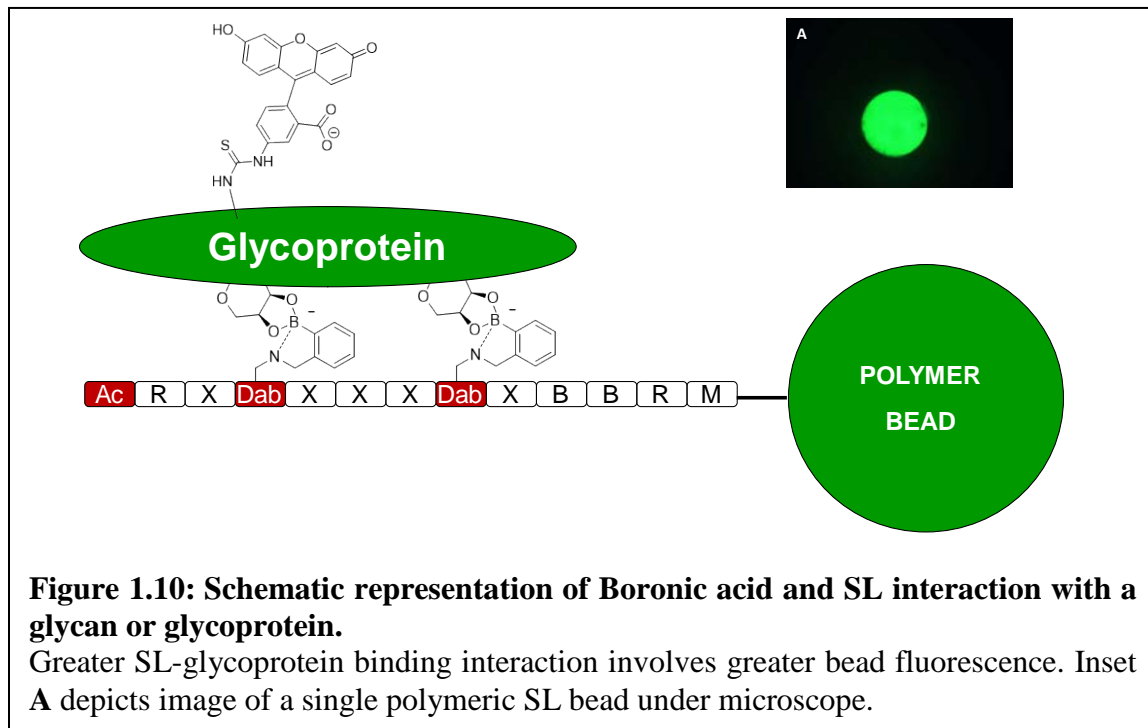 HO
O
O
A
O
O
⊖
S
NH
HN
Glycoprotein
O
O
O
B
−
N
O
O
O
B
−
N
Ac R X Dab X X X Dab X B B R M
POLYMER
BEAD
Figure 1.10: Schematic representation of Boronic acid and SL interaction with a
glycan or glycoprotein.
Greater SL-glycoprotein binding interaction involves greater bead fluorescence. Inset
A depicts image of a single polymeric SL bead under microscope.